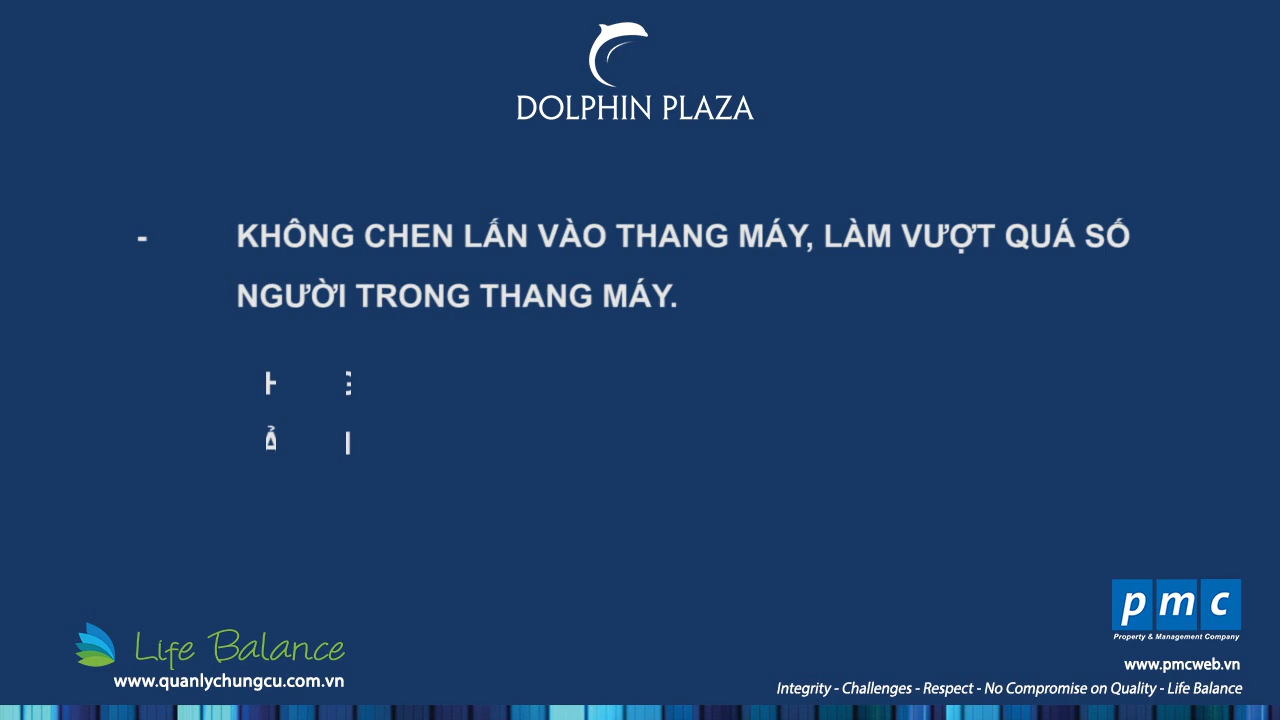 DOLPHIN PLAZA
- KHÔNG CHEN LẤN VÀO THANG MÁY, LÀM VƯỢT QUÁ SỐ
NGƯỜI TRONG THANG MÁY.
pmc
Property & Management Company
Life Balance
www.quanlychungcu.com.vn
www.pmcweb.vn
Integrity - Challenges - Respect - No Compromise on Quality - Life Balance